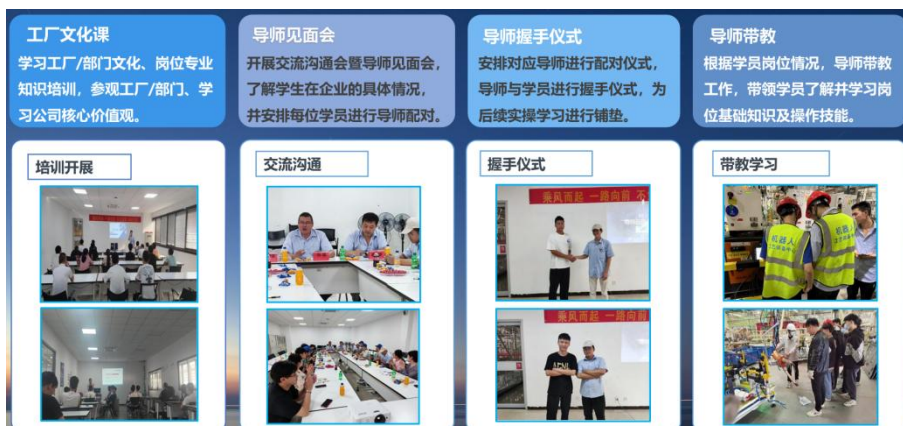 工厂文化课
学习工厂/部门文化、岗位专业
知识培训，参观工厂/部门、学
习公司核心价值观。
导师见面会
开展交流沟通会暨导师见面会，
了解学生在企业的具体情况，
并安排每位学员进行导师配对。
导师握手仪式
安排对应导师进行配对仪式，
导师与学员进行握手仪式，为
后续实操学习进行铺垫。
导师带教
根据学员岗位情况，导师带教
工作，带领学员了解并学习岗
位基础知识及操作技能。
培训开展
交流沟通
握手仪式
带教学习
乘风而起 一路向前 不
乘风而起 一路向前
机器人
机器人